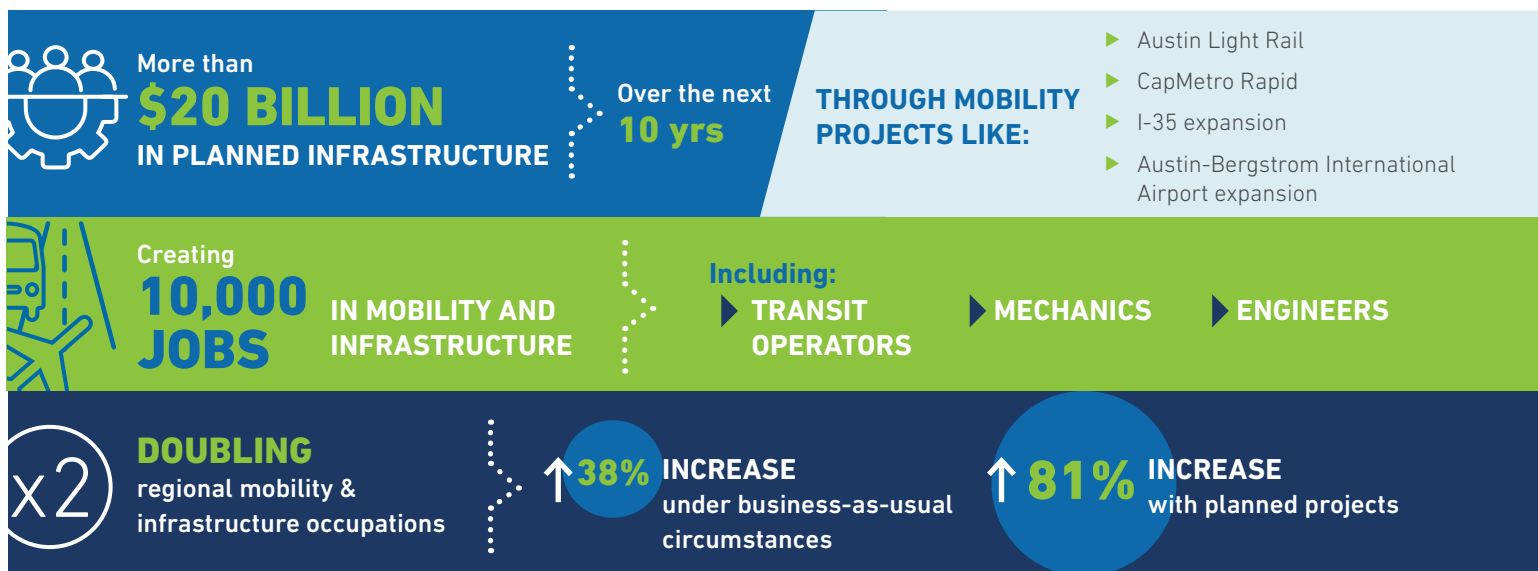 More than
$20 BILLION
IN PLANNED INFRASTRUCTURE
Over the next
10 yrs
THROUGH MOBILITY
PROJECTS LIKE:
Austin Light Rail
CapMetro Rapid
I-35 expansion
Austin-Bergstrom International
Airport expansion
Creating
10,000
JOBS
IN MOBILITY AND
INFRASTRUCTURE
Including:
TRANSIT
OPERATORS
MECHANICS
ENGINEERS
x2
DOUBLING
regional mobility &
infrastructure occupations
38%
INCREASE
under business-as-usual
circumstances
81%
INCREASE
with planned projects